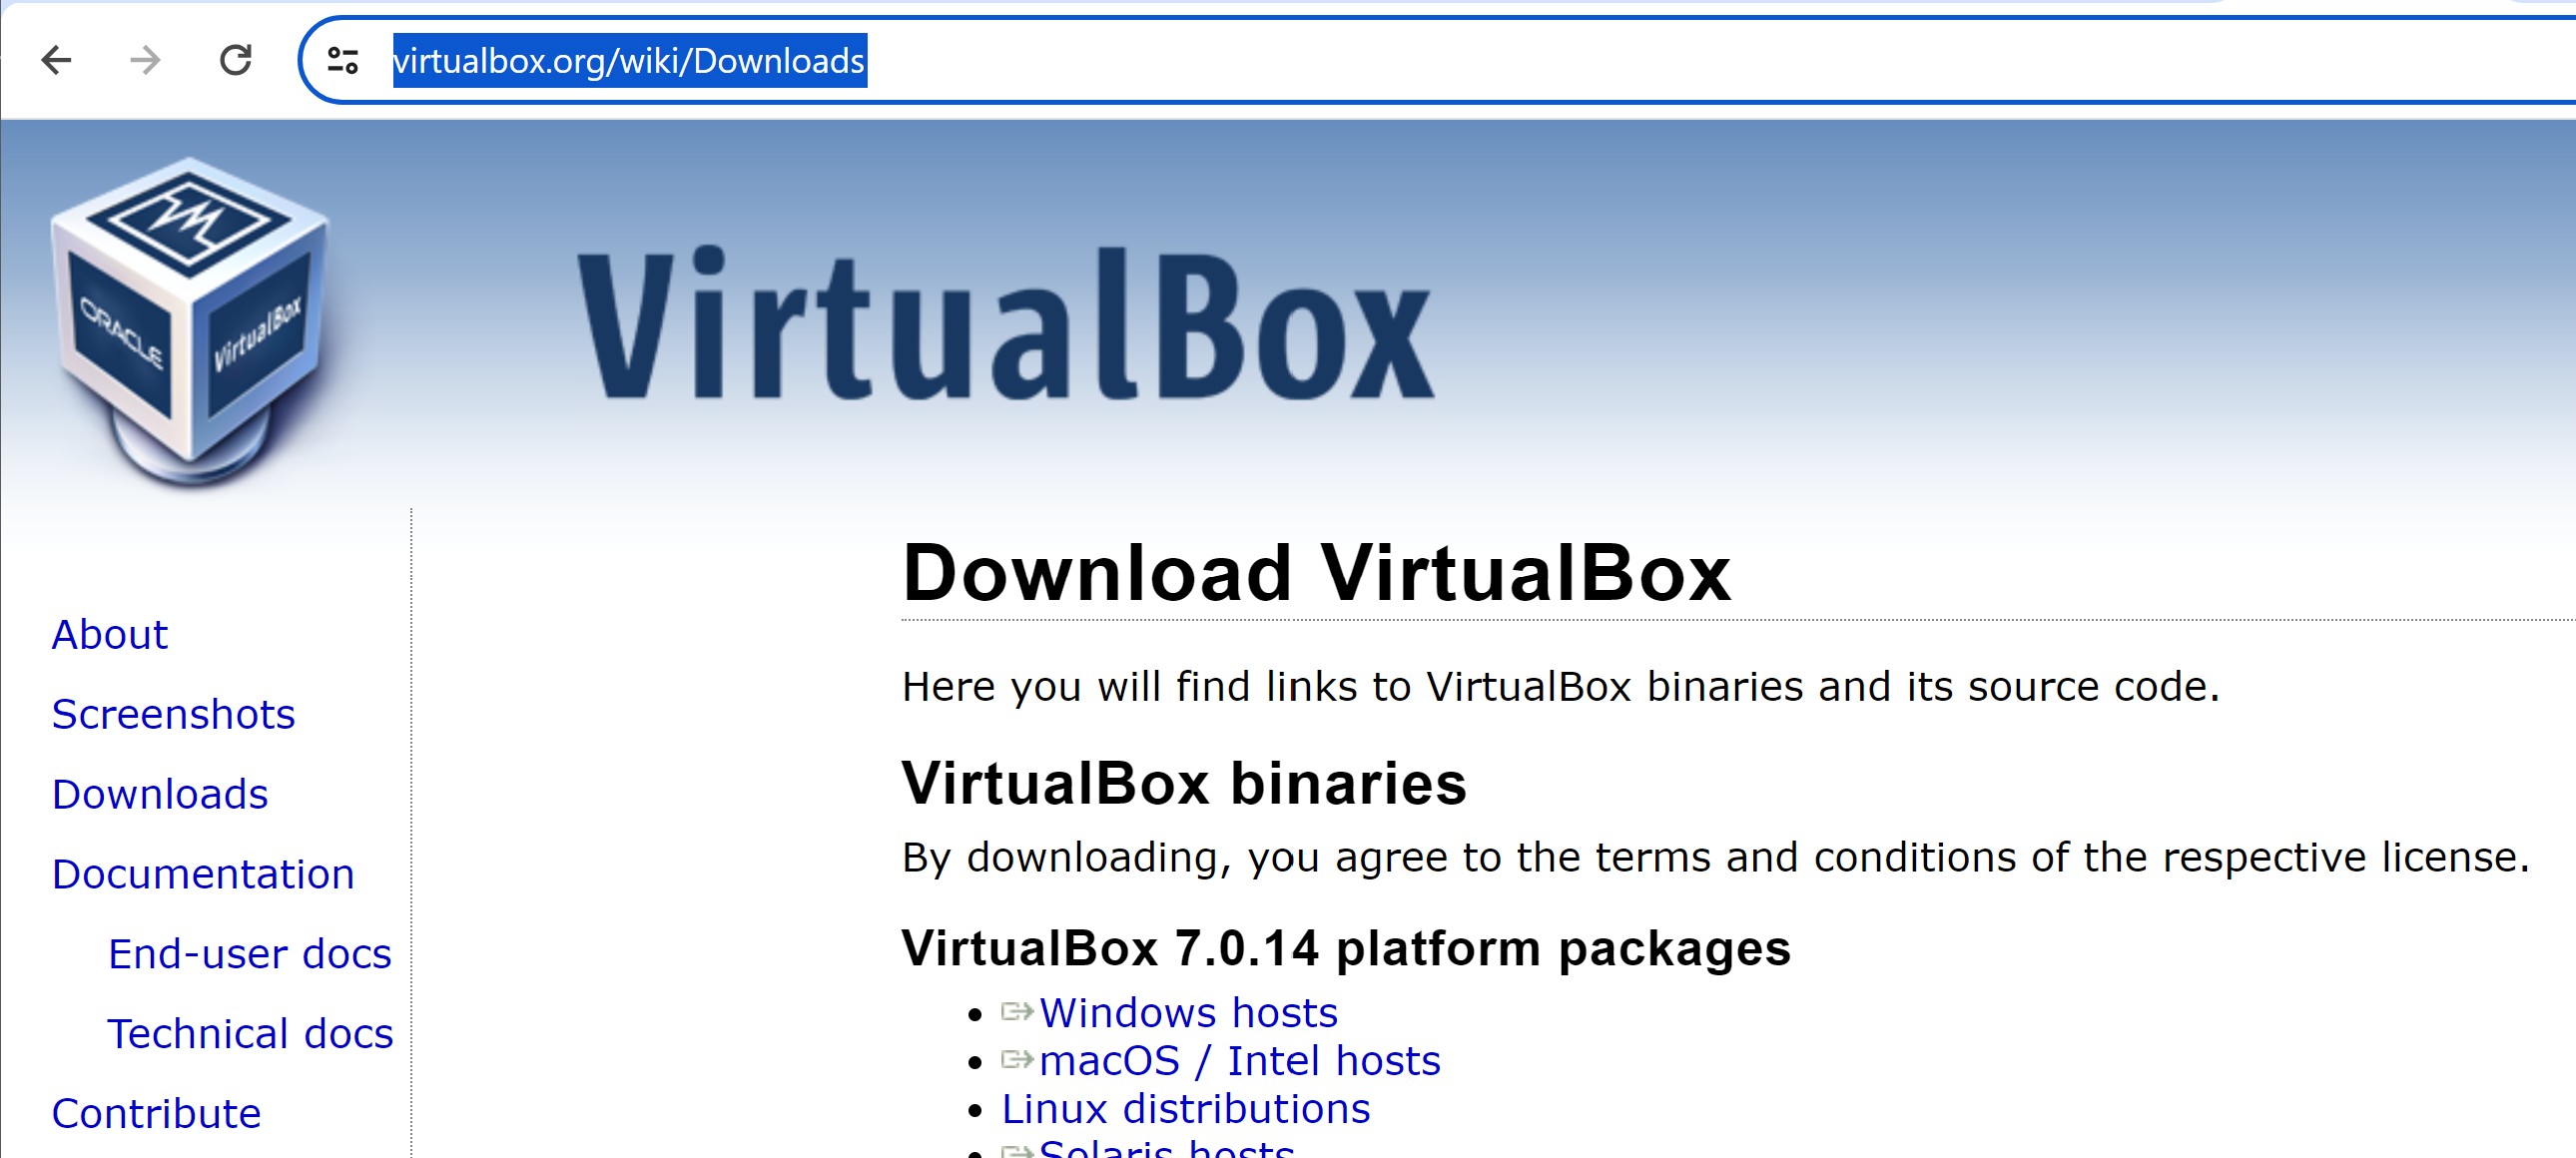 virtualbox.org/wiki/Downloads
ORACLE
VirtualBox
VirtualBox
About
Screenshots
Downloads
Documentation
End-user docs
Technical docs
Contribute
Download VirtualBox
Here you will find links to VirtualBox binaries and its source code.
VirtualBox binaries
By downloading, you agree to the terms and conditions of the respective license.
VirtualBox 7.0.14 platform packages
Windows hosts
macOS / Intel hosts
Linux distributions
Solaris hosts